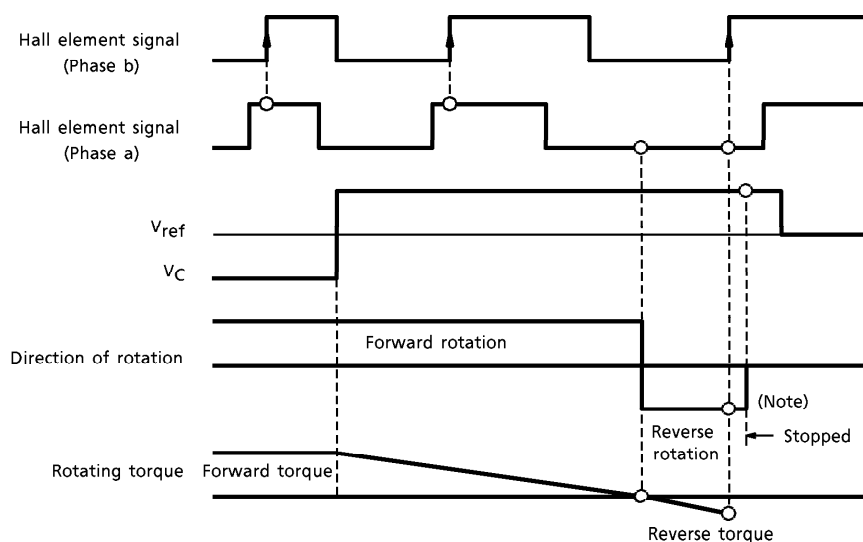 Hall element signal
(Phase b)
Hall element signal
(Phase a)
Vref
VC
Forward rotation
Direction of rotation
(Note)
Reverse
rotation
Stopped
Rotating torque
Forward torque
Reverse torque